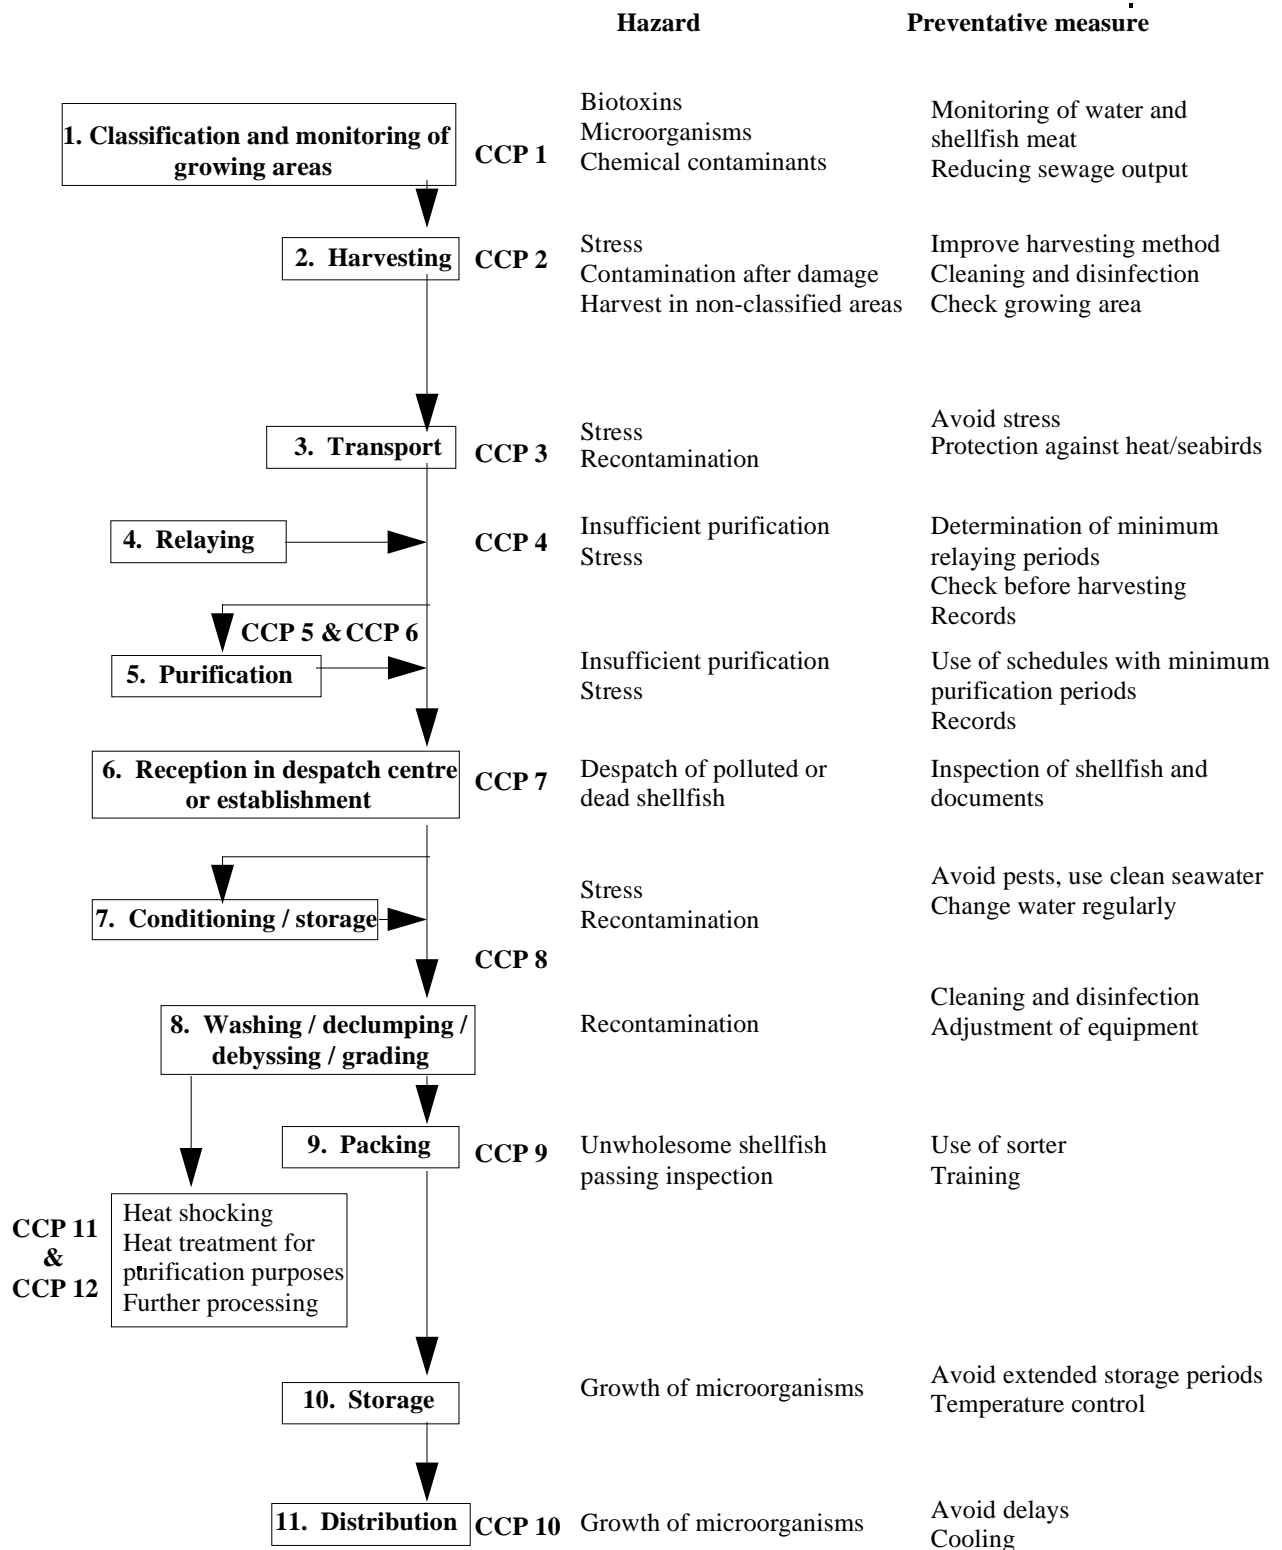 Hazard Preventative measure
1. Classification and monitoring of
growing areas
CCP 1
Biotoxins
Microorganisms
Chemical contaminants
Monitoring of water and
shellfish meat
Reducing sewage output
2. Harvesting
CCP 2
Stress
Contamination after damage
Harvest in non-classified areas
Improve harvesting method
Cleaning and disinfection
Check growing area
3. Transport
CCP 3
Stress
Recontamination
Avoid stress
Protection against heat/seabirds
4. Relaying
CCP 4
Insufficient purification
Stress
Determination of minimum
relaying periods
Check before harvesting
Records
CCP 5 & CCP 6
5. Purification
Insufficient purification
Stress
Use of schedules with minimum
purification periods
Records
6. Reception in despatch centre
or establishment
CCP 7
Despatch of polluted or
dead shellfish
Inspection of shellfish and
documents
7. Conditioning / storage
Stress
Recontamination
Avoid pests, use clean seawater
Change water regularly
CCP 8
8. Washing / declumping /
debyssing / grading
Recontamination
Cleaning and disinfection
Adjustment of equipment
9. Packing
CCP 9
Unwholesome shellfish
passing inspection
Use of sorter
Training
CCP 11
&
CCP 12
Heat shocking
Heat treatment for
purification purposes
Further processing
10. Storage
Growth of microorganisms
Avoid extended storage periods
Temperature control
11. Distribution
CCP 10
Growth of microorganisms
Avoid delays
Cooling